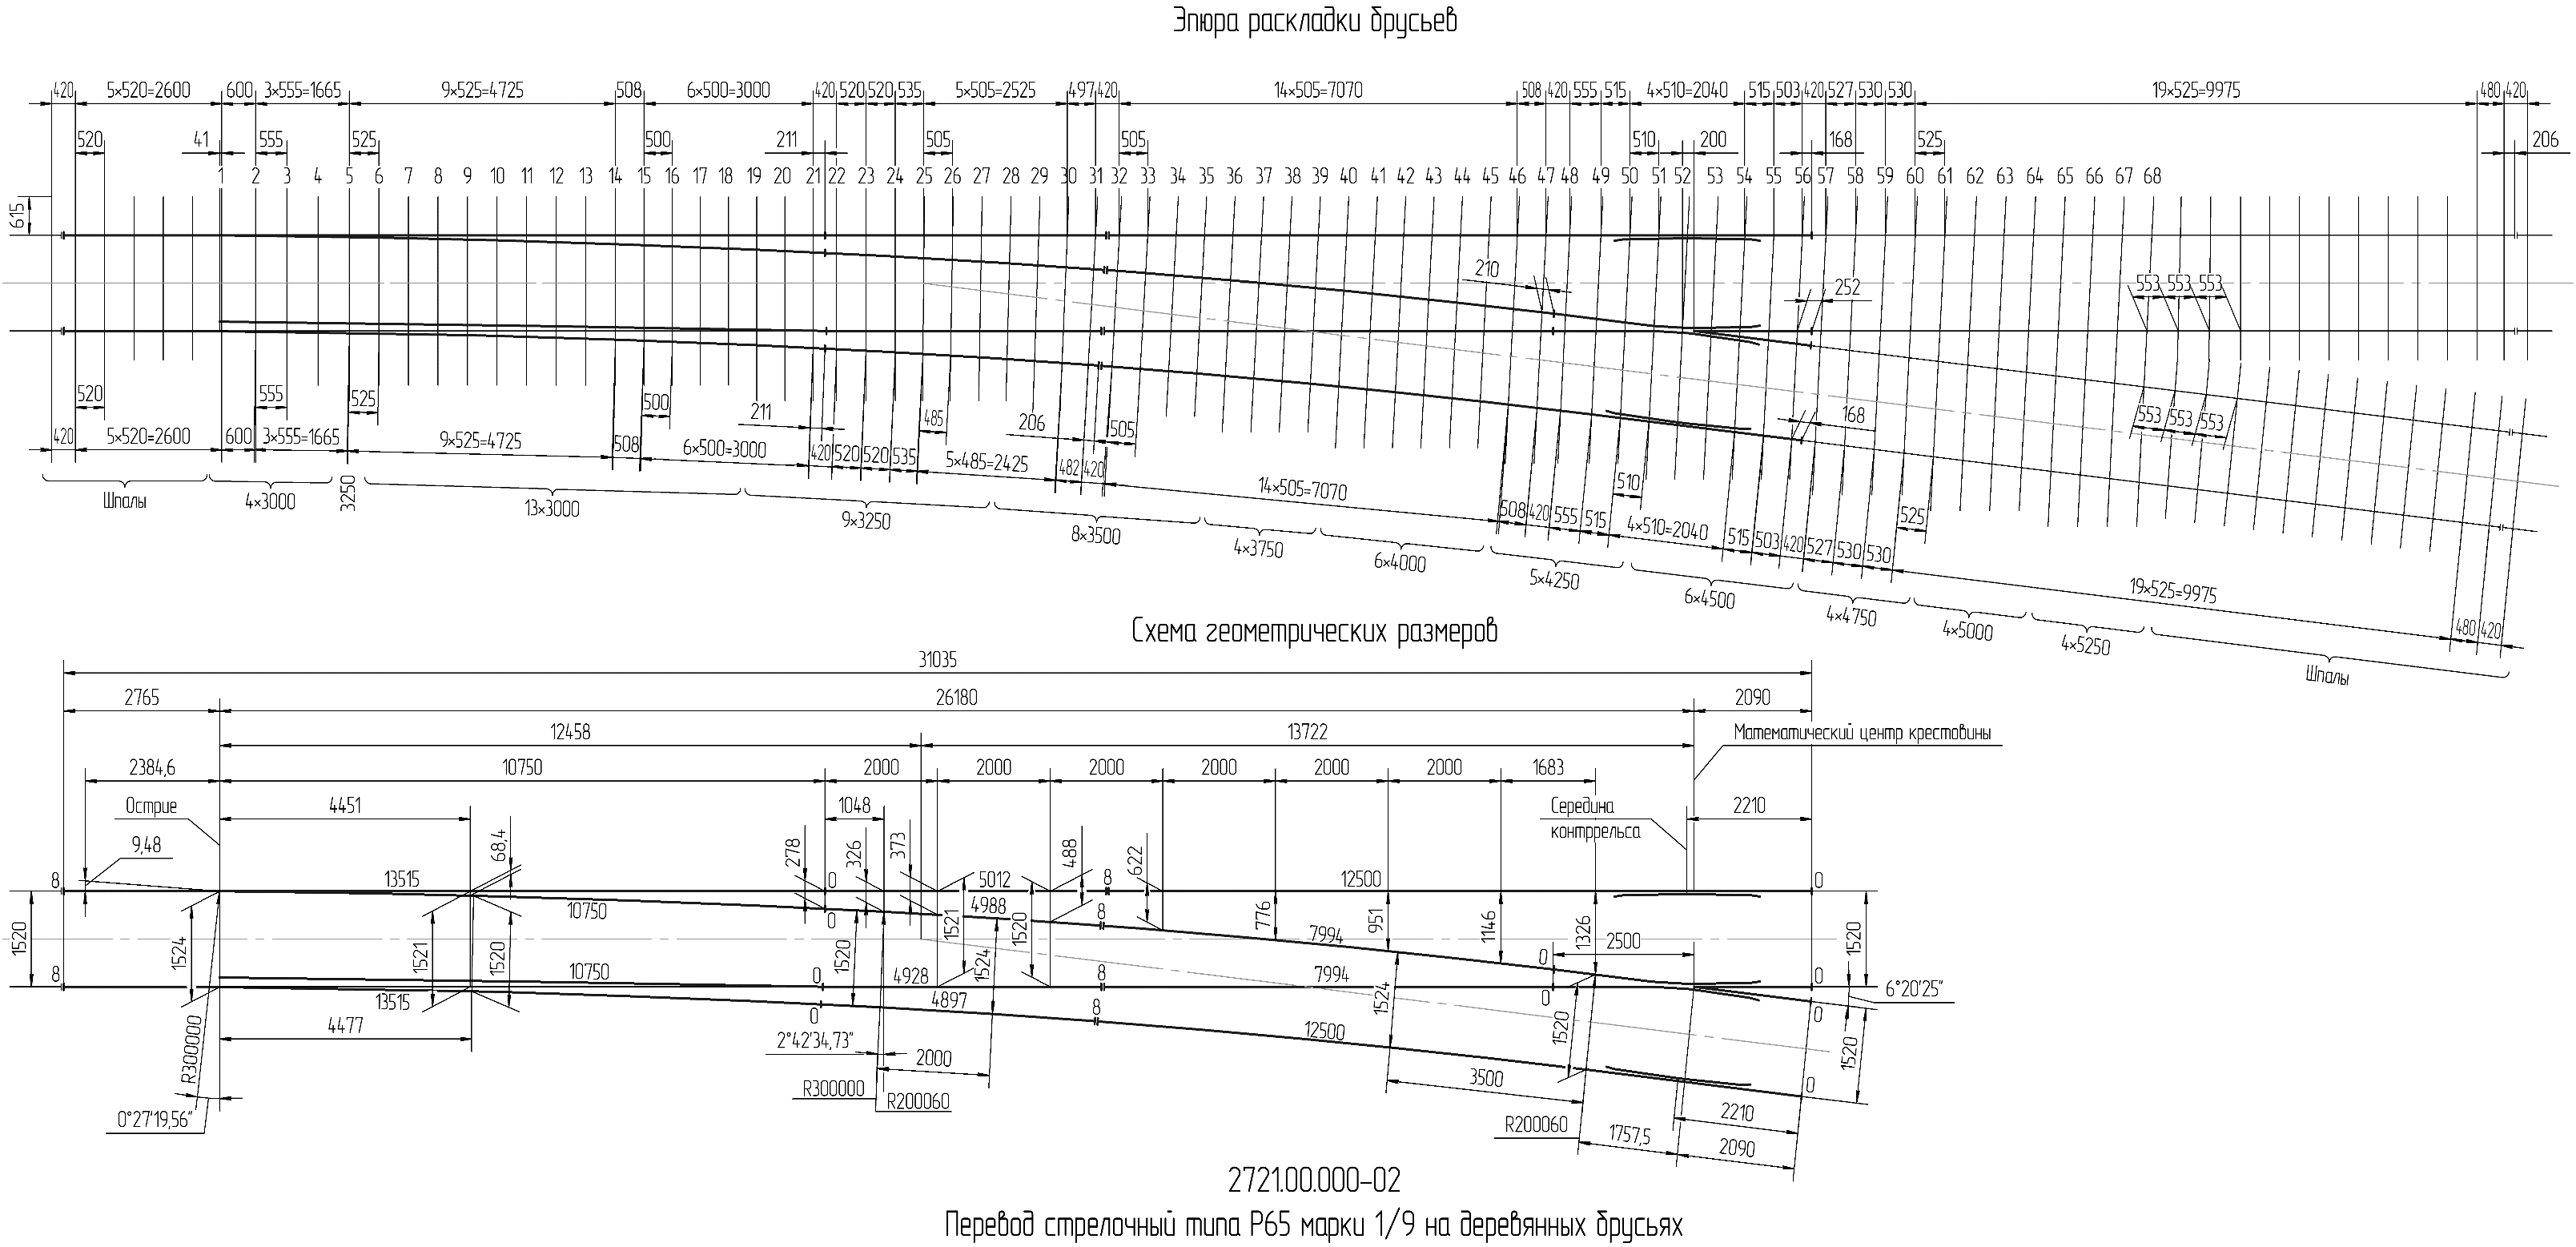 Эпюра раскладки брусьев
420 5×520=2600 600 3×555=1665 9×525=4725 508 6×500=3000 420 520 520 535 5×505=2525 497 420 14×505=7070 508 420 555 515 4×510=2040 515 503 420 527 530 530 19×525=9975 480 420
520 41 555 525 500 211 505 505 510 200 168 525 206
1 2 3 4 5 6 7 8 9 10 11 12 13 14 15 16 17 18 19 20 21 22 23 24 25 26 27 28 29 30 31 32 33 34 35 36 37 38 39 40 41 42 43 44 45 46 47 48 49 50 51 52 53 54 55 56 57 58 59 60 61 62 63 64 65 66 67 68
615
210 252 553 553 553
520 555 525 500 211 485 206 505 168 553 553 553
420 5×520=2600 600 3×555=1665 9×525=4725 508 6×500=3000 420 520 520 535 5×485=2425 482 420 14×505=7070 508 420 555 515 510 4×510=2040 515 503 420 527 530 530 525 19×525=9975 480 420
Шпалы 4×3000 3250 13×3000 9×3250 8×3500 4×3750 6×4000 5×4250 6×4500 4×4750 4×5000 4×5250 Шпалы
Схема геометрических размеров
31035
2765 26180 2090
12458 13722
Математический центр крестовины
2384,6 10750 2000 2000 2000 2000 2000 2000 1683
Острие 4451 1048 Середина
контррельса 2210
9,48 68,4 278 326 373 488 622
8 13515 0 5012 8 12500 0
10750 0 4988 8 776 951 1146 1326
1520 1524 1521 1520 1520 1521 1524 1520 7994 2500 1520
8 10750 0 4928 8 7994 0 0 6°20'25"
13515 0 4897 8 1524 12500 1520 0 0 1520
4477 2°42'34,73" 2000 3500
R300000 R300000 R200060
0°27'19,56" R200060 2210
1757,5 2090
2721.00.000-02
Перевод стрелочный типа Р65 марки 1/9 на деревянных брусьях